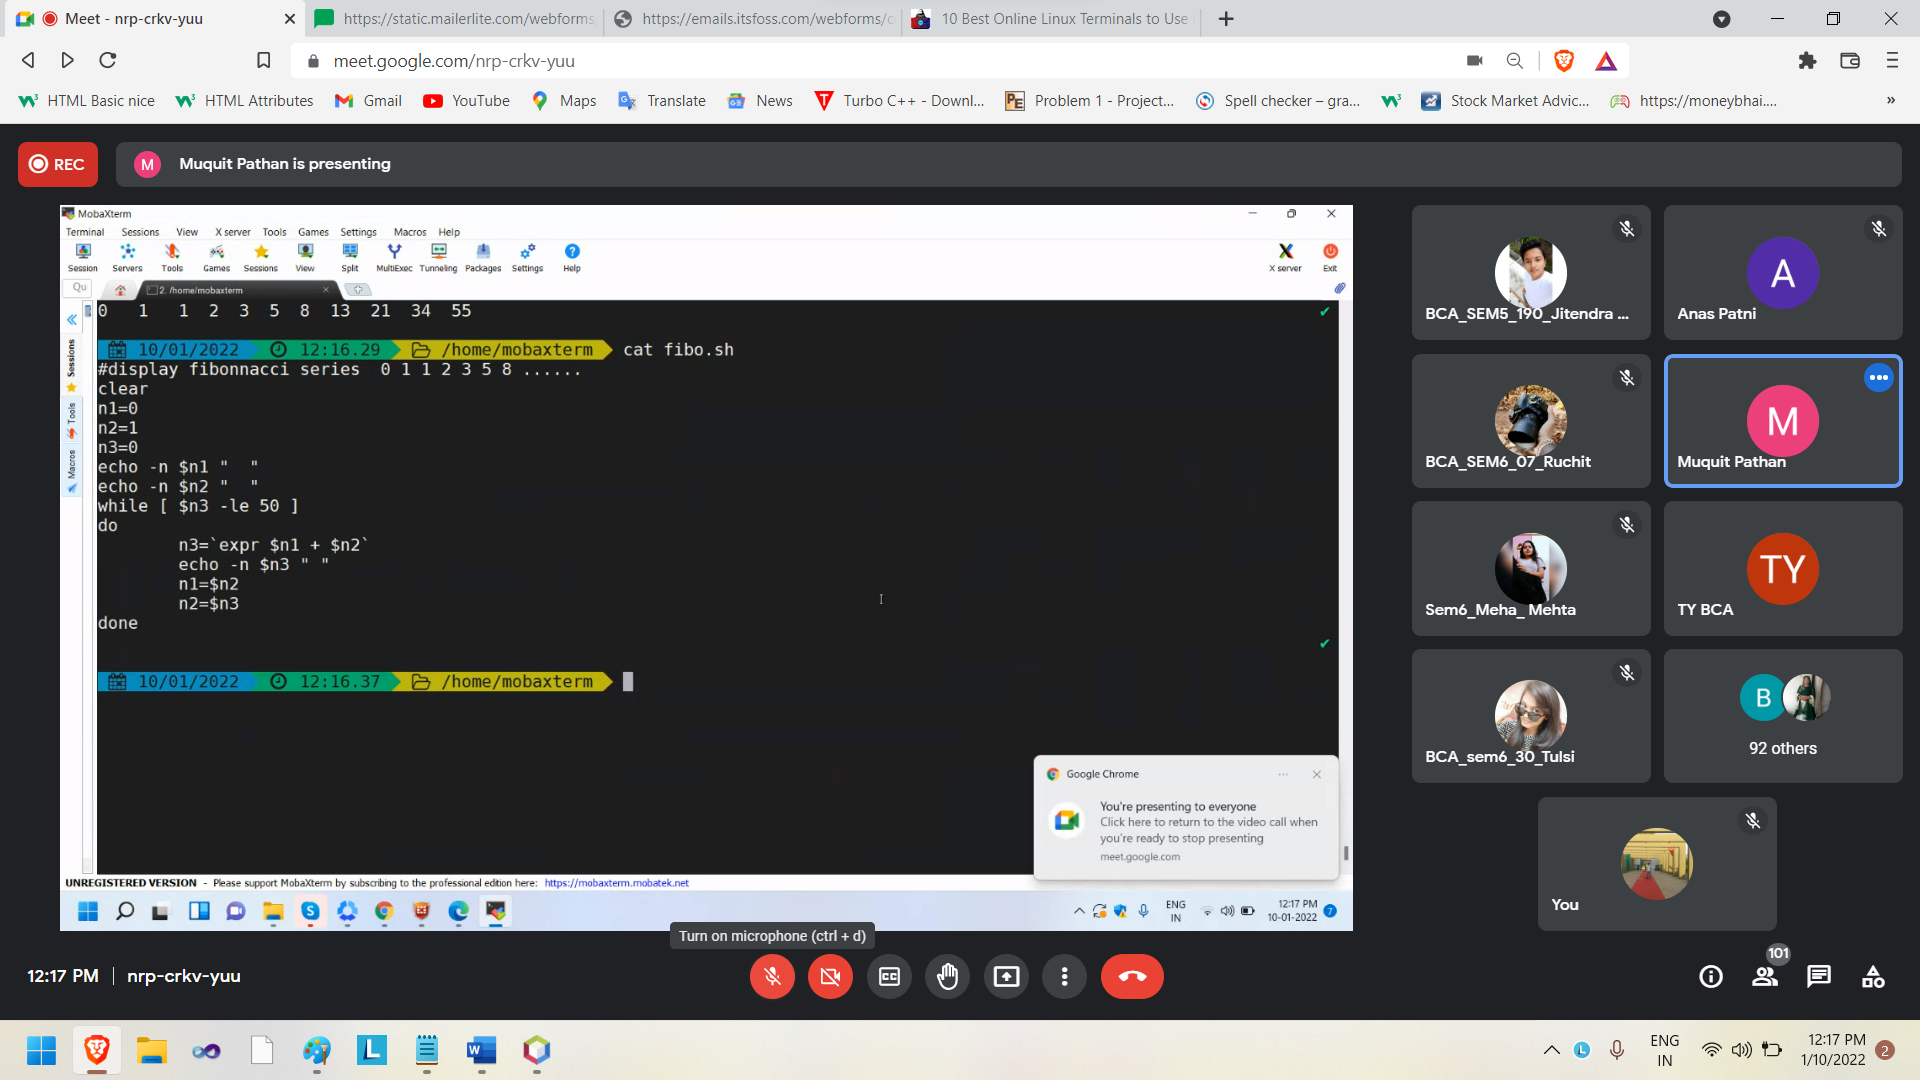 Meet - nrp-crkv-yuu
https://static.mailerlite.com/webforms
https://emails.itsfoss.com/webforms/
10 Best Online Linux Terminals to Use
meet.google.com/nrp-crkv-yuu
HTML Basic nice
HTML Attributes
Gmail
YouTube
Maps
Translate
News
Turbo C++ - Downl...
Problem 1 - Project...
Spell checker – gra...
Stock Market Advic...
https://moneybhai....
REC
M
Muquit Pathan is presenting
MobaXterm
Terminal Sessions View X server Tools Games Settings Macros Help
Session Servers Tools Games Sessions View Split MultiExec Tunneling Packages Settings Help
X server Exit
Qu
2. /home/mobaxterm
0 1 1 2 3 5 8 13 21 34 55
10/01/2022 12:16.29 /home/mobaxterm cat fibo.sh
#display fibonnacci series 0 1 1 2 3 5 8 ......
clear
n1=0
n2=1
n3=0
echo -n $n1 " "
echo -n $n2 " "
while [ $n3 -le 50 ]
do
n3=`expr $n1 + $n2`
echo -n $n3 " "
n1=$n2
n2=$n3
done
10/01/2022 12:16.37 /home/mobaxterm
Sessions
Tools
Macros
Google Chrome
You're presenting to everyone
Click here to return to the video call when
you're ready to stop presenting
meet.google.com
UNREGISTERED VERSION - Please support MobaXterm by subscribing to the professional edition here: https://mobaxterm.mobatek.net
ENG
IN
12:17 PM
10-01-2022
7
BCA_SEM5_190_Jitendra ...
A
Anas Patni
BCA_SEM6_07_Ruchit
M
Muquit Pathan
Sem6_Meha_ Mehta
TY
TY BCA
BCA_sem6_30_Tulsi
B
92 others
You
Turn on microphone (ctrl + d)
12:17 PM
nrp-crkv-yuu
101
ENG
IN
12:17 PM
1/10/2022
2